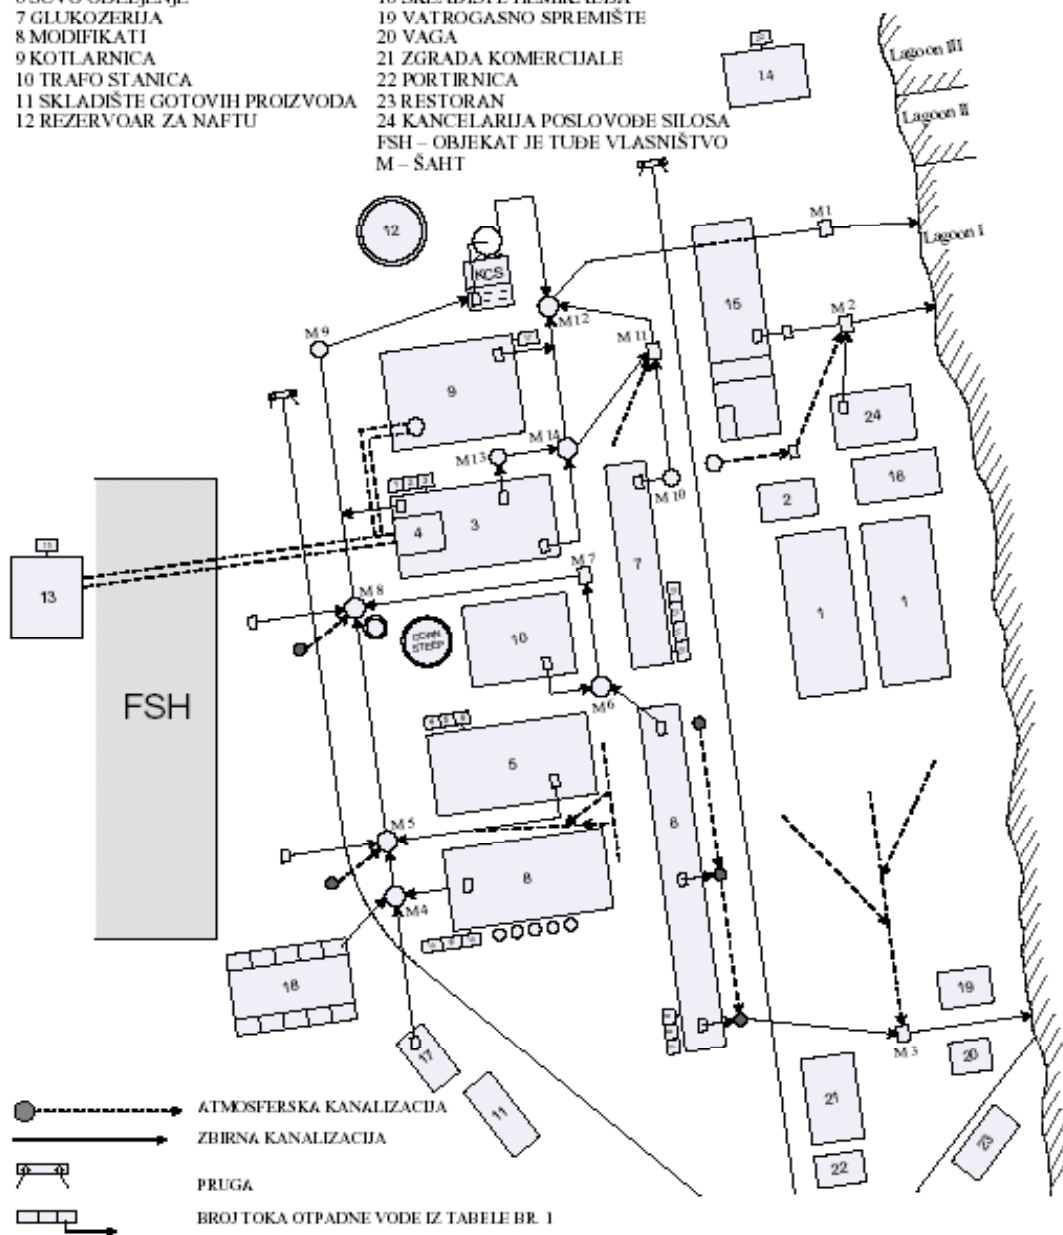 7 GLUKOZERIJA
8 MODIFIKATI
9 KOTLARNICA
10 TRAFO STANICA
11 SKLADIŠTE GOTOVIH PROIZVODA
12 REZERVOAR ZA NAFTU
19 VATROGASNO SPREMIŠTE
20 VAGA
21 ZGRADA KOMERCIJALE
22 PORTIRNICA
23 RESTORAN
24 KANCELARIJA POSLOVOĐE SILOSA
FSH – OBJEKAT JE TUĐE VLASNIŠTVO
M – ŠAHT
14
Lagoon III
Lagoon II
Lagoon I
12
KCS
M1
M 2
15
M12
M 11
M 9
9
24
M 14
M13
16
M 10
2
3
4
7
13
M 7
M 8
1
1
CORN
STEEP
10
M 6
FSH
5
6
M 5
8
M4
18
19
M 3
20
17
21
11
23
22
ATMOSFERSKA KANALIZACIJA
ZBIRNA KANALIZACIJA
PRUGA
BROJ TOKA OTPADNE VODE IZ TABELE BR. 1